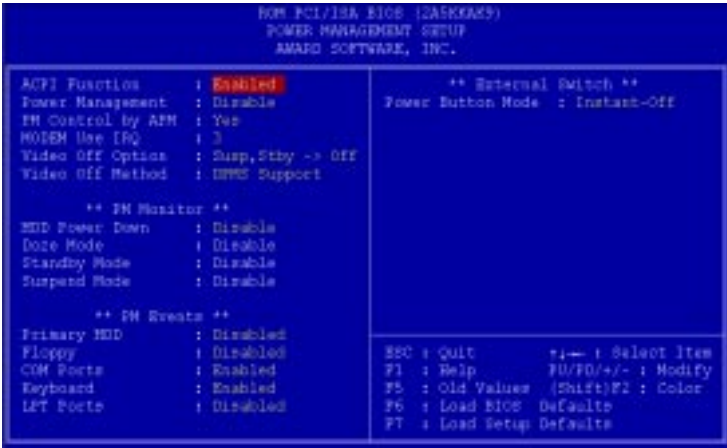 ROM PCI/ISA BIOS (2A5KKAK9)
POWER MANAGEMENT SETUP
AWARD SOFTWARE, INC.
ACPI Function : Enabled
Power Management : Disable
PM Control by APM : Yes
MODEM Use IRQ : 3
Video Off Option : Susp,Stby -> Off
Video Off Method : DPMS Support
** PM Monitor **
HDD Power Down : Disable
Doze Mode : Disable
Standby Mode : Disable
Suspend Mode : Disable
** PM Events **
Primary HDD : Disabled
Floppy : Disabled
COM Ports : Enabled
Keyboard : Enabled
LPT Ports : Disabled
** External Switch **
Power Button Mode : Instant-Off
ESC : Quit ↑↓→← : Select Item
F1 : Help PU/PD/+/- : Modify
F5 : Old Values (Shift)F2 : Color
F6 : Load BIOS Defaults
F7 : Load Setup Defaults